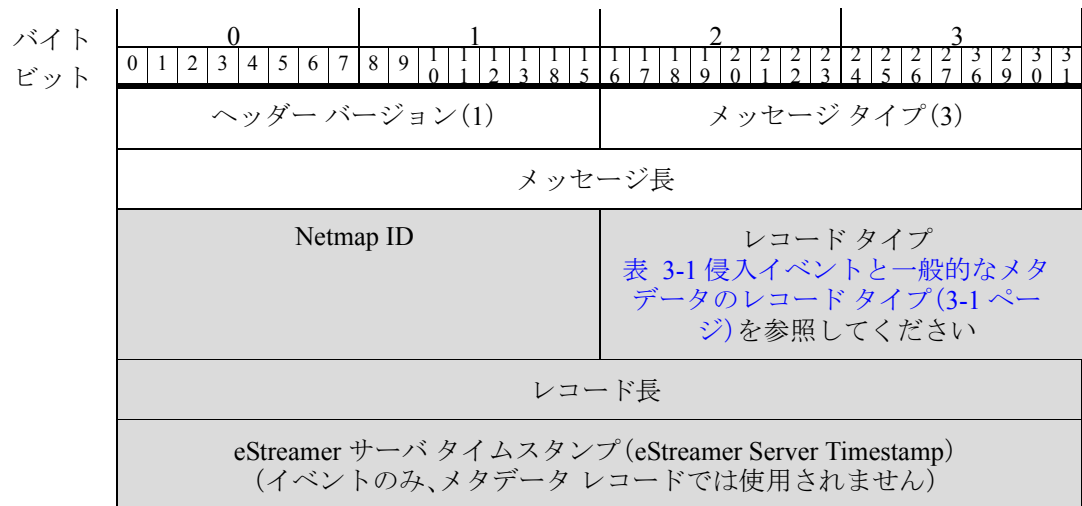 バイト 0 1 2 3
ビット 0 1 2 3 4 5 6 7 8 9 10 11 12 13 18 15 16 17 18 19 20 21 22 23 24 25 26 27 36 29 30 31
ヘッダー バージョン(1) メッセージ タイプ(3)
メッセージ長
Netmap ID レコード タイプ
表 3-1 侵入イベントと一般的なメタ
データのレコード タイプ(3-1 ペー
ジ)を参照してください
レコード長
eStreamer サーバ タイムスタンプ(eStreamer Server Timestamp)
(イベントのみ、メタデータ レコードでは使用されません)